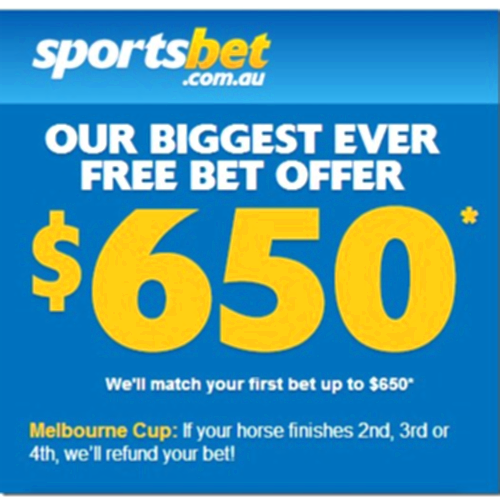 sportsbet
.com.au
OUR BIGGEST EVER
FREE BET OFFER
$650*
We'll match your first bet up to $650*
Melbourne Cup: If your horse finishes 2nd, 3rd or
4th, we'll refund your bet!